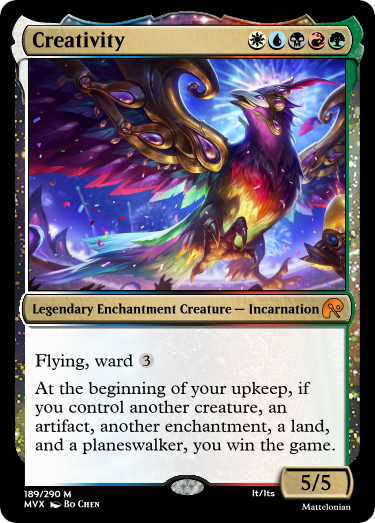 Creativity
Legendary Enchantment Creature — Incarnation
Flying, ward 3
At the beginning of your upkeep, if
you control another creature, an
artifact, another enchantment, a land,
and a planeswalker, you win the game.
5/5
189/290 M
It/Its
MVX Bo Chen
Mattelonian